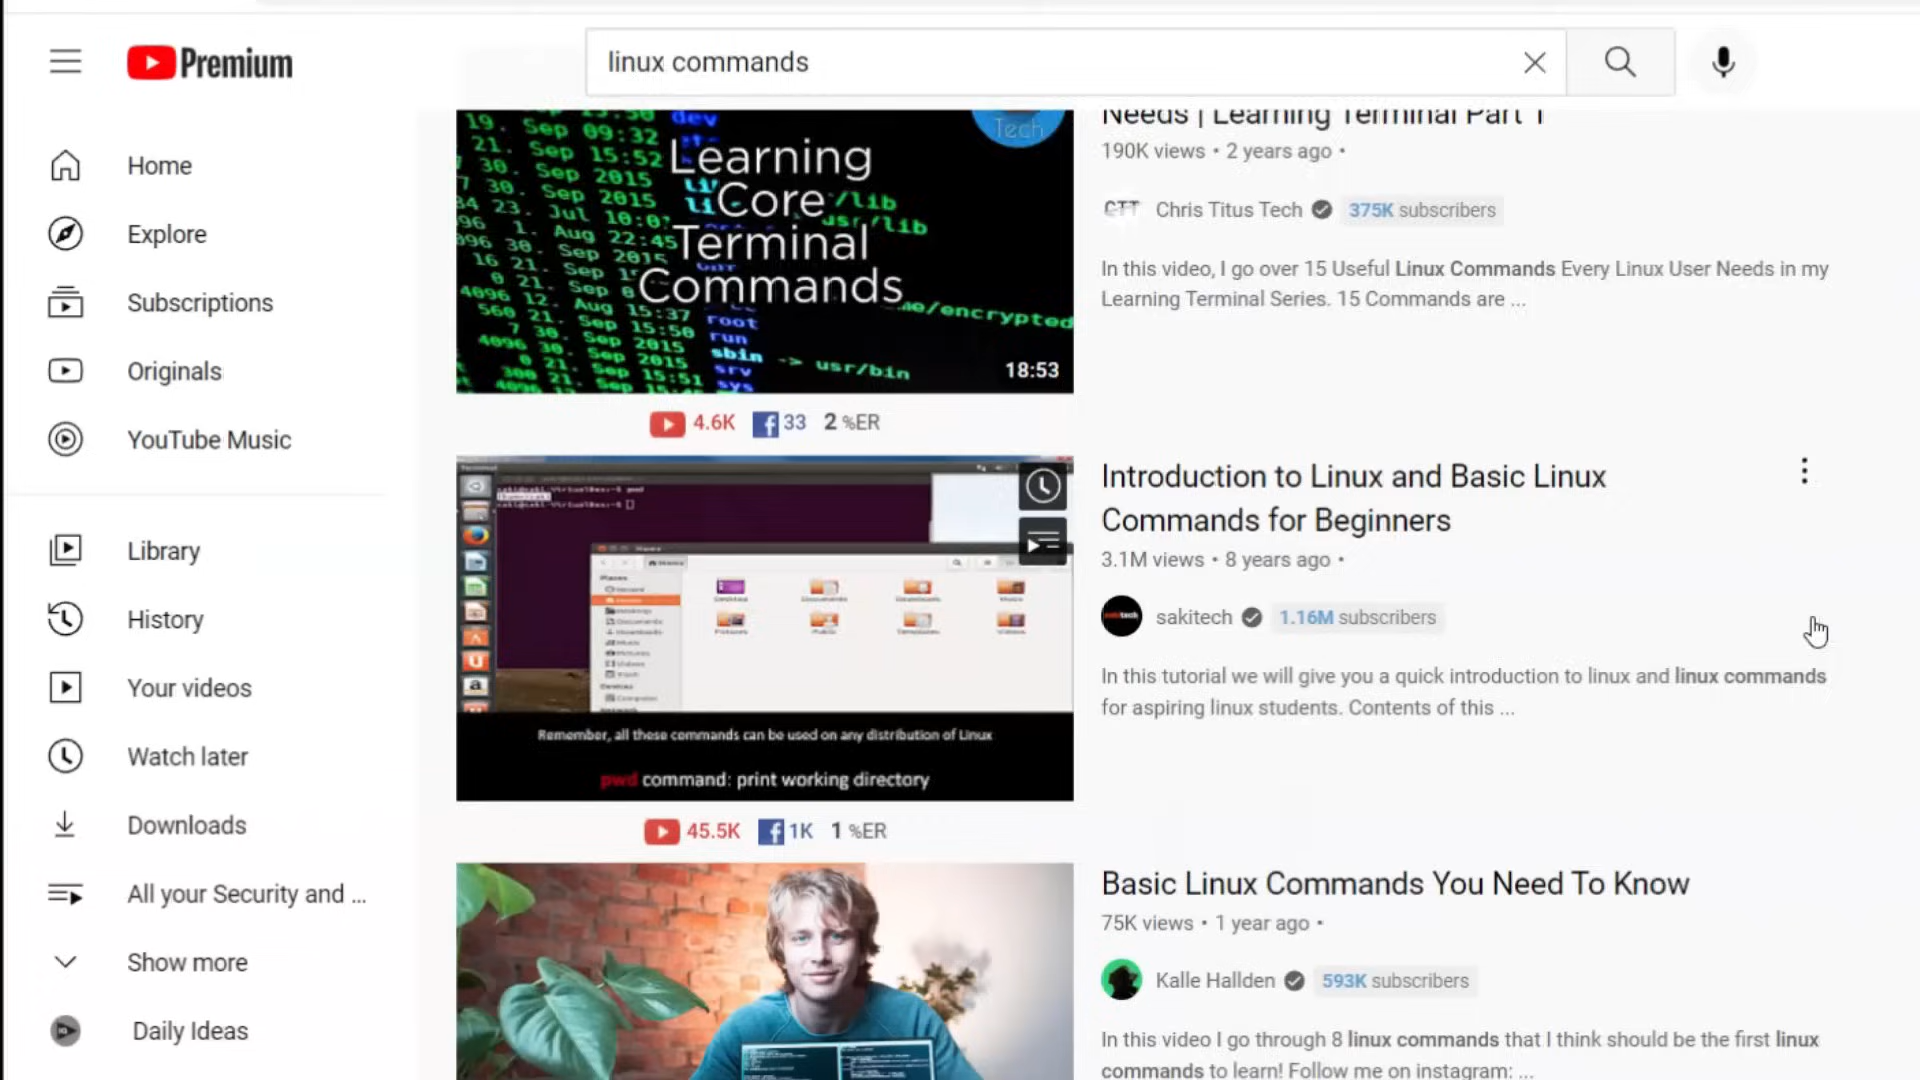 Premium
linux commands
Home
Explore
Subscriptions
Originals
YouTube Music
Library
History
Your videos
Watch later
Downloads
All your Security and ...
Show more
Daily Ideas
Tech
Learning
Core
Terminal
Commands
18:53
4.6K 33 2 %ER
Needs | Learning Terminal Part 1
190K views • 2 years ago •
CTT Chris Titus Tech 375K subscribers
In this video, I go over 15 Useful Linux Commands Every Linux User Needs in my
Learning Terminal Series. 15 Commands are ...
Remember, all these commands can be used on any distribution of Linux
pwd command: print working directory
45.5K 1K 1 %ER
Introduction to Linux and Basic Linux
Commands for Beginners
3.1M views • 8 years ago •
sakitech 1.16M subscribers
In this tutorial we will give you a quick introduction to linux and linux commands
for aspiring linux students. Contents of this ...
Basic Linux Commands You Need To Know
75K views • 1 year ago •
Kalle Hallden 593K subscribers
In this video I go through 8 linux commands that I think should be the first linux
commands to learn! Follow me on instagram: ...